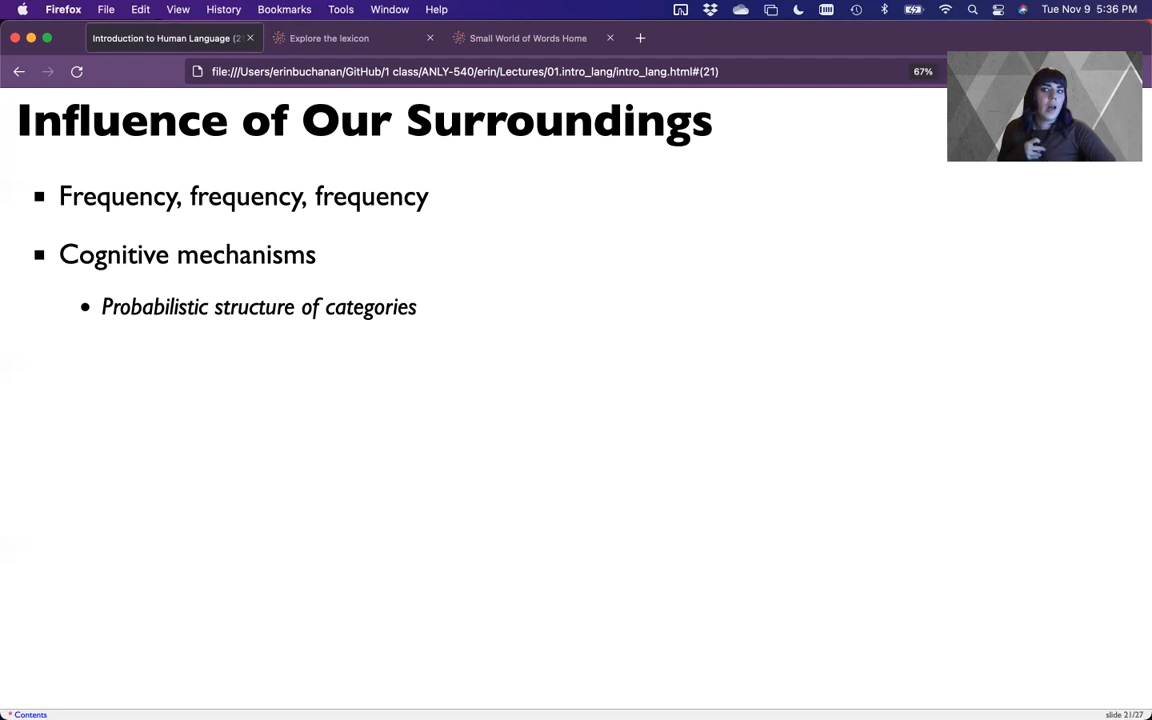 Firefox File Edit View History Bookmarks Tools Window Help Tue Nov 9 5:36 PM
Introduction to Human Language (2 Explore the lexicon Small World of Words Home
file:///Users/erinbuchanan/GitHub/1 class/ANLY-540/erin/Lectures/01.intro_lang/intro_lang.html#(21) 67%
Influence of Our Surroundings
Frequency, frequency, frequency
Cognitive mechanisms
Probabilistic structure of categories
* Contents slide 21/27